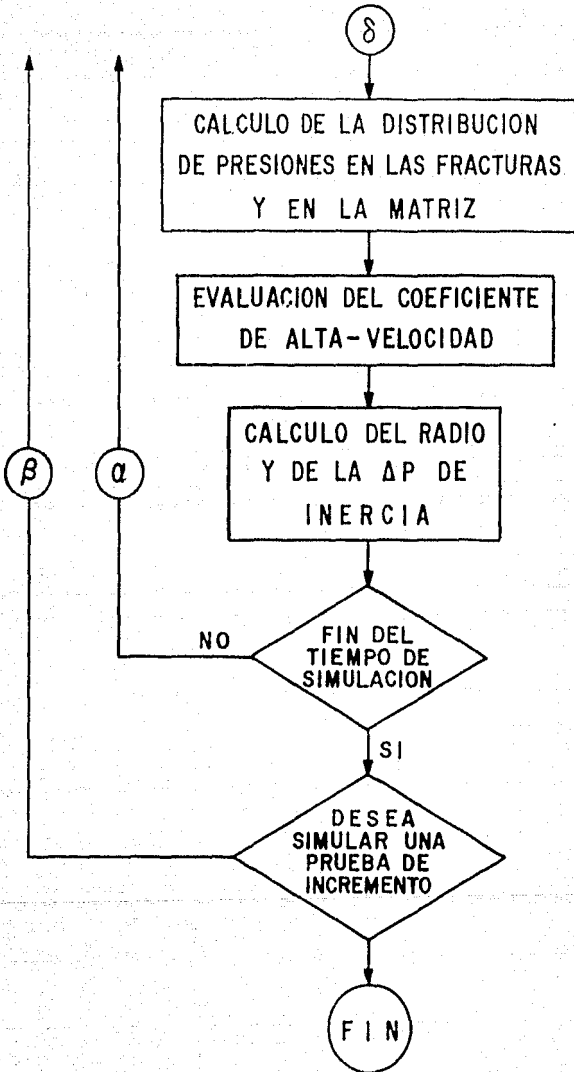 δ
CALCULO DE LA DISTRIBUCION
DE PRESIONES EN LAS FRACTURAS
Y EN LA MATRIZ
EVALUACION DEL COEFICIENTE
DE ALTA-VELOCIDAD
CALCULO DEL RADIO
Y DE LA ΔP DE
INERCIA
β
α
NO
FIN DEL
TIEMPO DE
SIMULACION
SI
DESEA
SIMULAR UNA
PRUEBA DE
INCREMENTO
FIN